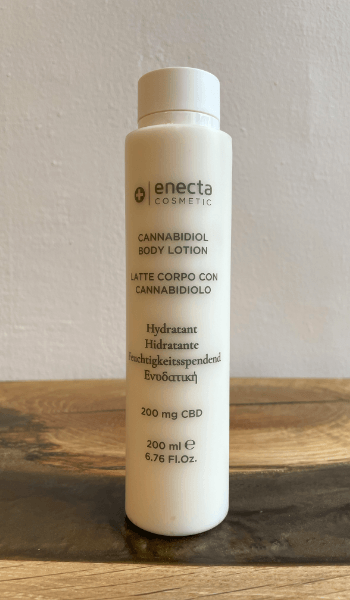 enecta
COSMETIC
CANNABIDIOL
BODY LOTION
LATTE CORPO CON
CANNABIDIOLO
Hydratant
Hidratante
Feuchtigkeitsspendend
Ενυδατική
200 mg CBD
200 ml ℮
6,76 Fl.Oz.